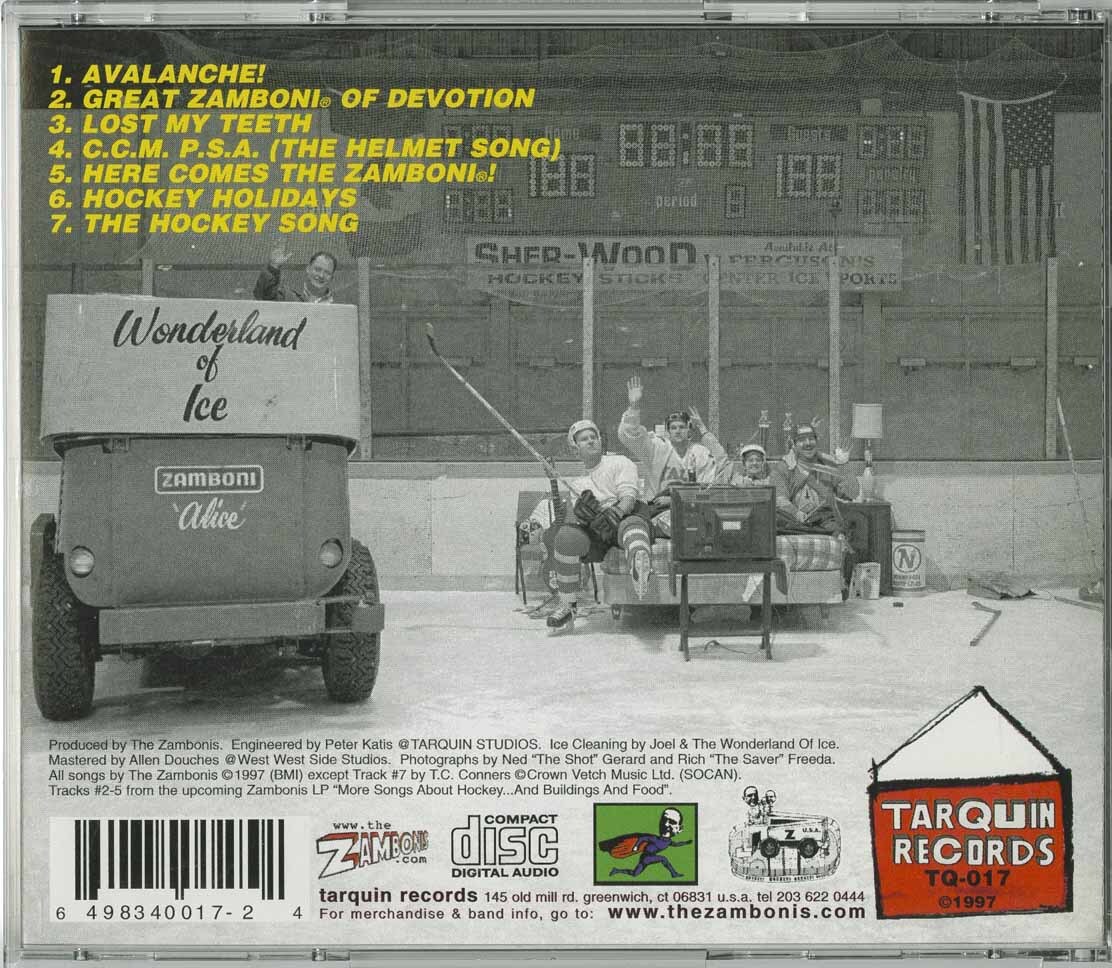 1. AVALANCHE!
2. GREAT ZAMBONI® OF DEVOTION
3. LOST MY TEETH
4. C.C.M. P.S.A. (THE HELMET SONG)
5. HERE COMES THE ZAMBONI®!
6. HOCKEY HOLIDAYS
7. THE HOCKEY SONG
Home
Guests
period
SHER-WOOD
HOCKEY STICKS
Available At
FERGUSON'S
CENTER ICE SPORTS
Wonderland
of
Ice
ZAMBONI
'Alice'
N
Produced by The Zambonis. Engineered by Peter Katis @TARQUIN STUDIOS. Ice Cleaning by Joel & The Wonderland Of Ice.
Mastered by Allen Douches @West West Side Studios. Photographs by Ned "The Shot" Gerard and Rich "The Saver" Freeda.
All songs by The Zambonis ©1997 (BMI) except Track #7 by T.C. Conners ©Crown Vetch Music Ltd. (SOCAN).
Tracks #2-5 from the upcoming Zambonis LP "More Songs About Hockey...And Buildings And Food".
6 498340017-2 4
www.the
ZAMBONIS
.com
COMPACT
disc
DIGITAL AUDIO
Z U.S.A.
TARQUIN
RECORDS
TQ-017
©1997
tarquin records 145 old mill rd. greenwich, ct 06831 u.s.a. tel 203 622 0444
For merchandise & band info, go to: www.thezambonis.com